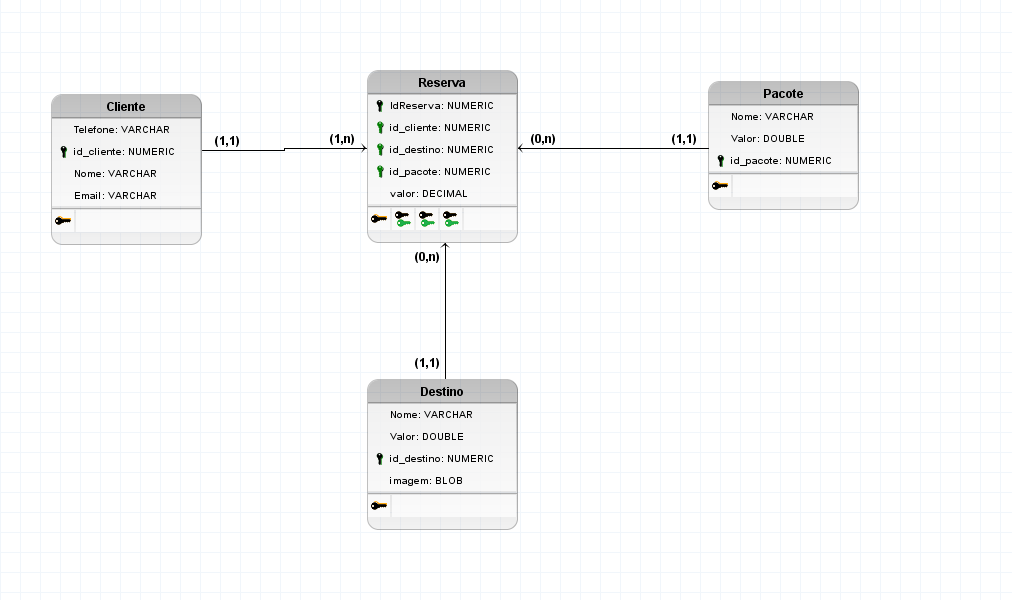 Cliente
Telefone: VARCHAR
id_cliente: NUMERIC
Nome: VARCHAR
Email: VARCHAR
(1,1)
(1,n)
Reserva
IdReserva: NUMERIC
id_cliente: NUMERIC
id_destino: NUMERIC
id_pacote: NUMERIC
valor: DECIMAL
(0,n)
(1,1)
Pacote
Nome: VARCHAR
Valor: DOUBLE
id_pacote: NUMERIC
(0,n)
(1,1)
Destino
Nome: VARCHAR
Valor: DOUBLE
id_destino: NUMERIC
imagem: BLOB